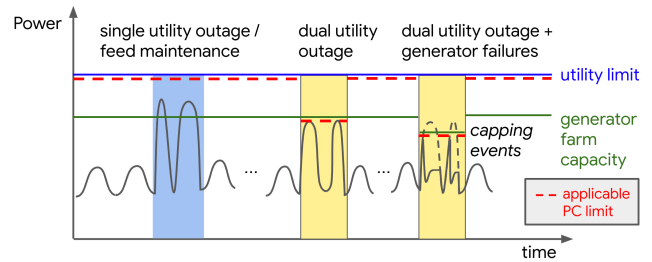 Power
single utility outage /
feed maintenance
dual utility
outage
dual utility outage +
generator failures
utility limit
capping
events
generator
farm
capacity
...
...
applicable
PC limit
time